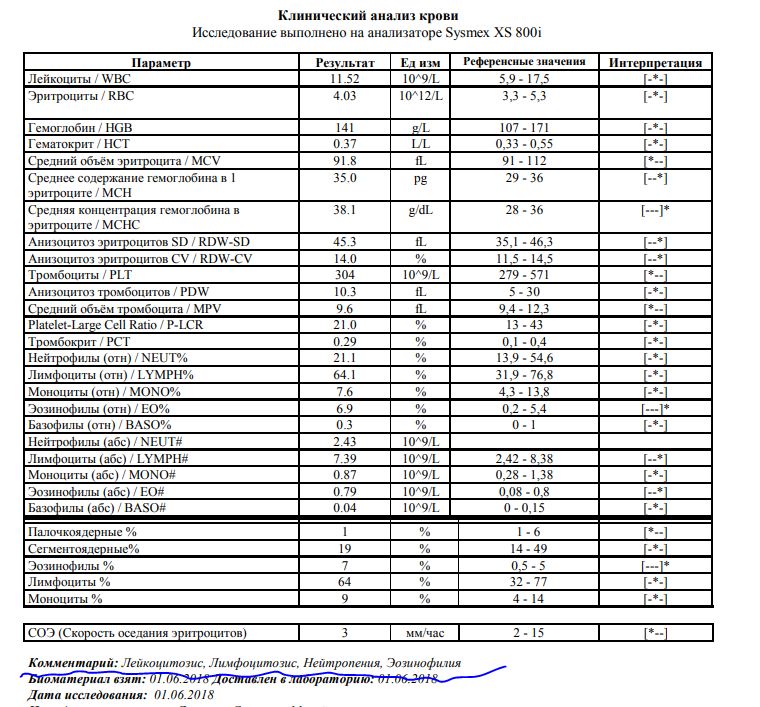 Клинический анализ крови
Исследование выполнено на анализаторе Sysmex XS 800i
Параметр Результат Ед изм Референсные значения Интерпретация
Лейкоциты / WBC 11.52 10^9/L 5,9 - 17,5 [-*-]
Эритроциты / RBC 4.03 10^12/L 3,3 - 5,3 [-*-]
Гемоглобин / HGB 141 g/L 107 - 171 [-*-]
Гематокрит / HCT 0.37 L/L 0,33 - 0,55 [-*-]
Средний объём эритроцита / MCV 91.8 fL 91 - 112 [*--]
Среднее содержание гемоглобина в 1 35.0 pg 29 - 36 [--*]
эритроците / MCH
Средняя концентрация гемоглобина в 38.1 g/dL 28 - 36 [---]*
эритроците / MCHC
Анизоцитоз эритроцитов SD / RDW-SD 45.3 fL 35,1 - 46,3 [--*]
Анизоцитоз эритроцитов CV / RDW-CV 14.0 % 11,5 - 14,5 [--*]
Тромбоциты / PLT 304 10^9/L 279 - 571 [*--]
Анизоцитоз тромбоцитов / PDW 10.3 fL 5 - 30 [-*-]
Средний объём тромбоцита / MPV 9.6 fL 9,4 - 12,3 [*--]
Platelet-Large Cell Ratio / P-LCR 21.0 % 13 - 43 [-*-]
Тромбокрит / PCT 0.29 % 0,1 - 0,4 [-*-]
Нейтрофилы (отн) / NEUT% 21.1 % 13,9 - 54,6 [-*-]
Лимфоциты (отн) / LYMPH% 64.1 % 31,9 - 76,8 [-*-]
Моноциты (отн) / MONO% 7.6 % 4,3 - 13,8 [-*-]
Эозинофилы (отн) / EO% 6.9 % 0,2 - 5,4 [---]*
Базофилы (отн) / BASO% 0.3 % 0 - 1 [-*-]
Нейтрофилы (абс) / NEUT# 2.43 10^9/L
Лимфоциты (абс) / LYMPH# 7.39 10^9/L 2,42 - 8,38 [--*]
Моноциты (абс) / MONO# 0.87 10^9/L 0,28 - 1,38 [-*-]
Эозинофилы (абс) / EO# 0.79 10^9/L 0,08 - 0,8 [--*]
Базофилы (абс) / BASO# 0.04 10^9/L 0 - 0,15 [-*-]
Палочкоядерные % 1 % 1 - 6 [*--]
Сегментоядерные% 19 % 14 - 49 [-*-]
Эозинофилы % 7 % 0,5 - 5 [---]*
Лимфоциты % 64 % 32 - 77 [-*-]
Моноциты % 9 % 4 - 14 [-*-]
СОЭ (Скорость оседания эритроцитов) 3 мм/час 2 - 15 [*--]
Комментарий: Лейкоцитозис, Лимфоцитозис, Нейтропения, Эозинофилия
Биоматериал взят: 01.06.2018 Доставлен в лабораторию: 01.06.2018
Дата исследования: 01.06.2018